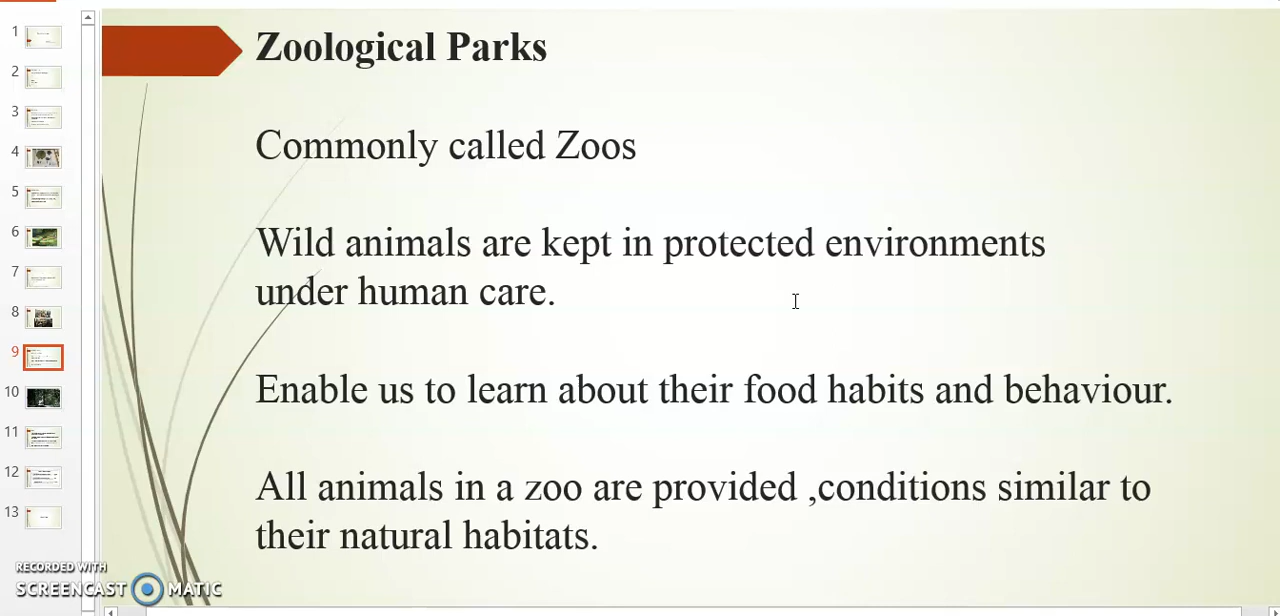 1
2
3
4
5
6
7
8
9
10
11
12
13
Zoological Parks
Commonly called Zoos
Wild animals are kept in protected environments
under human care.
Enable us to learn about their food habits and behaviour.
All animals in a zoo are provided ,conditions similar to
their natural habitats.
RECORDED WITH
SCREENCAST MATIC